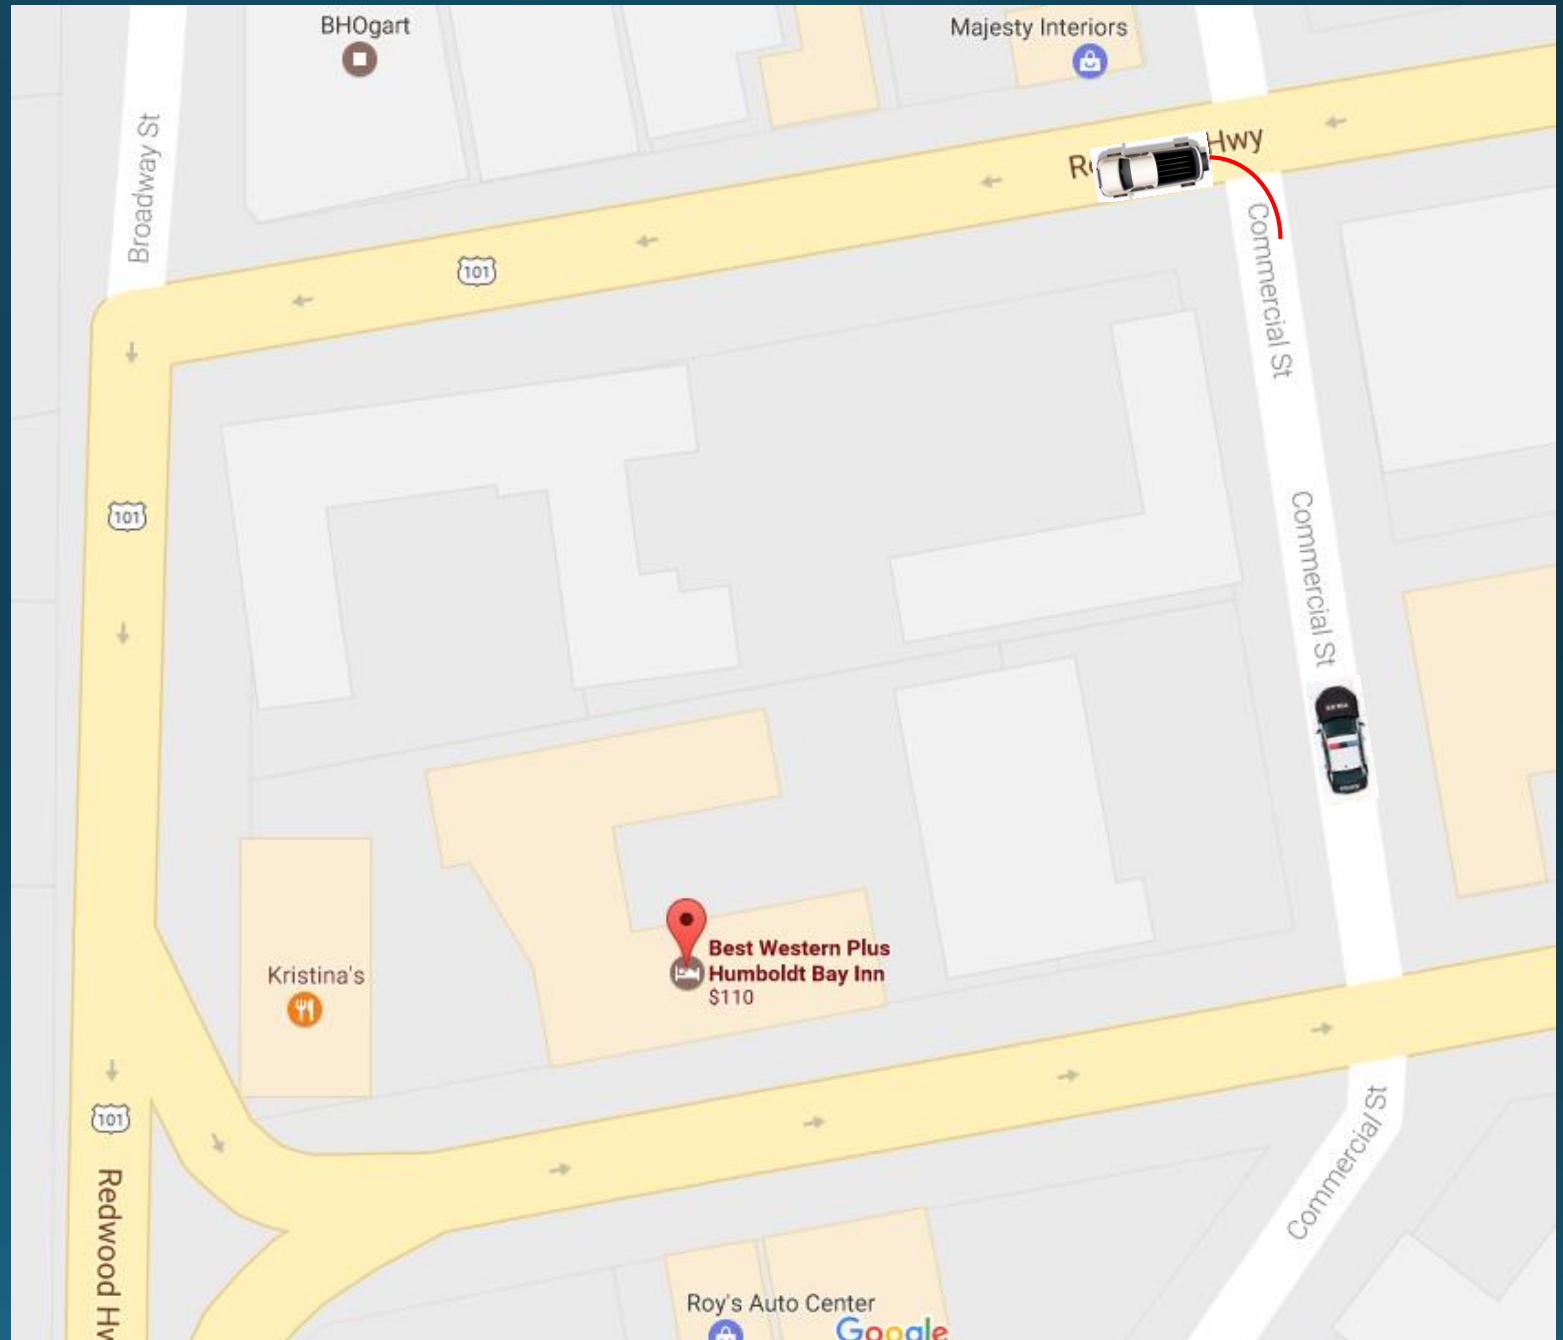 BHOgart
Majesty Interiors
Broadway St
Hwy
101
Commercial St
Commercial St
101
Best Western Plus
Humboldt Bay Inn
$110
Kristina's
101
Commercial St
Redwood
Roy's Auto Center
Google